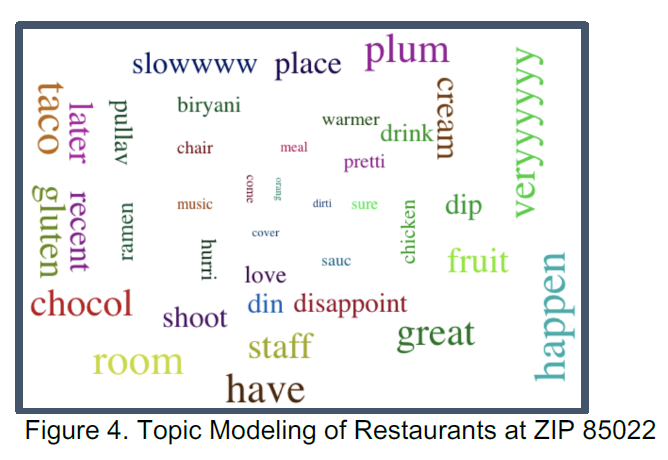 slowwww place plum
taco later pullav biryani warmer drink cream veryyyyyy
chair meal pretti
gluten recent ramen music come orang dirti sure chicken dip
cover
hurri love sauc fruit
chocol shoot din disappoint great happen
room staff
have
Figure 4. Topic Modeling of Restaurants at ZIP 85022